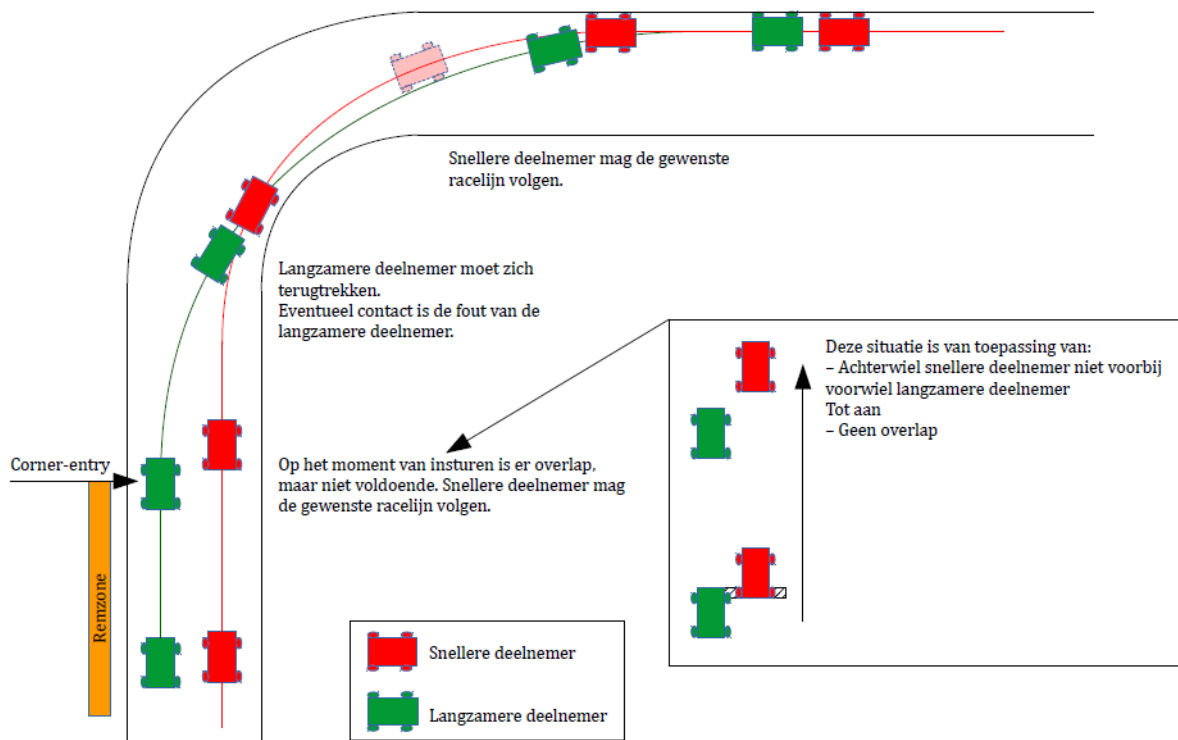 Snellere deelnemer mag de gewenste
racelijn volgen.
Langzamere deelnemer moet zich
terugtrekken.
Eventueel contact is de fout van de
langzamere deelnemer.
Deze situatie is van toepassing van:
– Achterwiel snellere deelnemer niet voorbij
voorwiel langzamere deelnemer
Tot aan
– Geen overlap
Corner-entry
Op het moment van insturen is er overlap,
maar niet voldoende. Snellere deelnemer mag
de gewenste racelijn volgen.
Remzone
Snellere deelnemer
Langzamere deelnemer